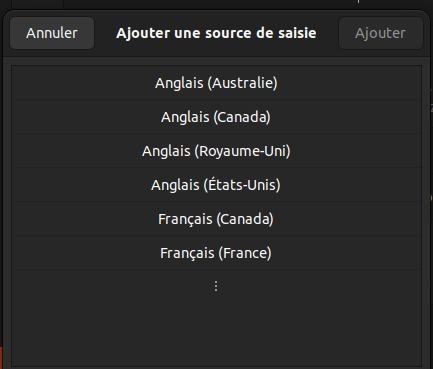 Annuler Ajouter une source de saisie Ajouter
Anglais (Australie)
Anglais (Canada)
Anglais (Royaume-Uni)
Anglais (États-Unis)
Français (Canada)
Français (France)